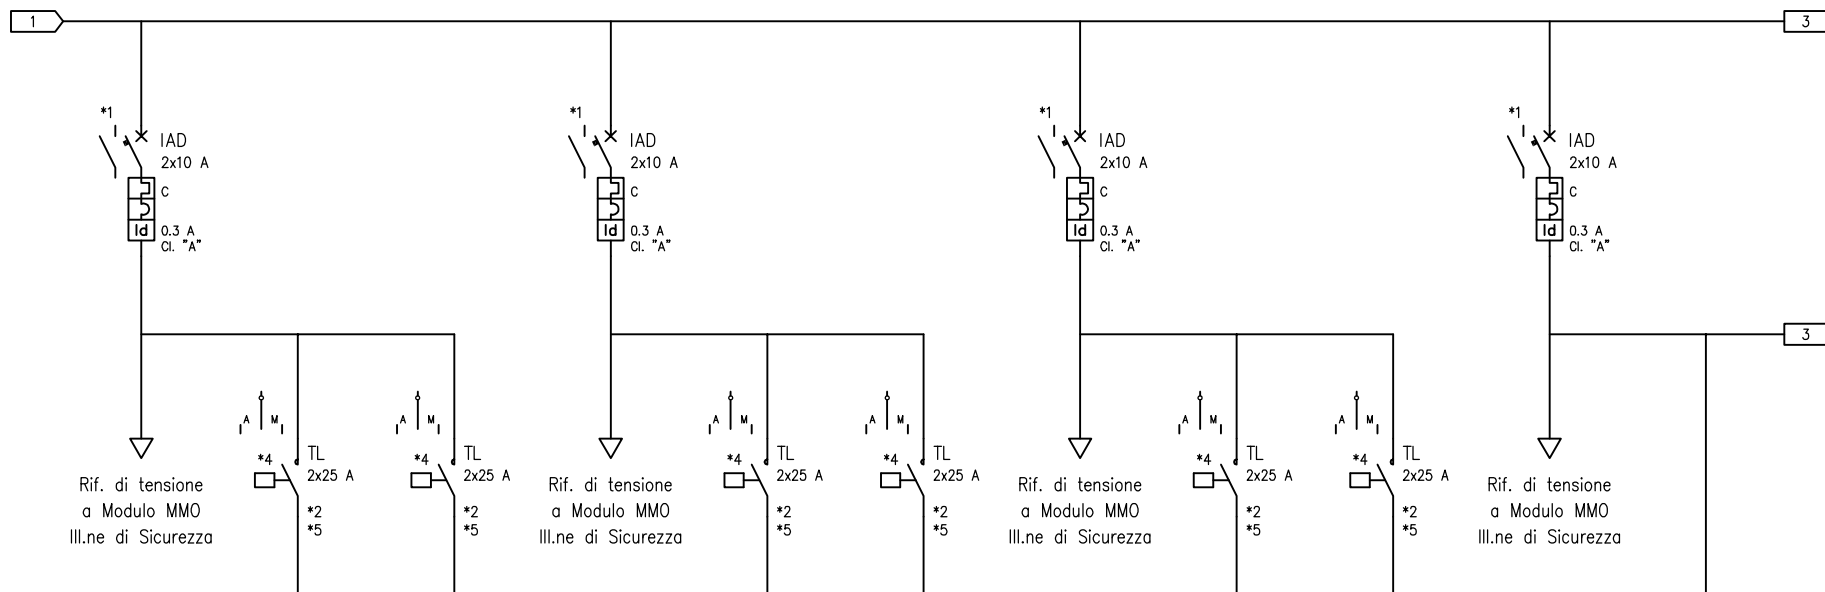 1
3
*1
IAD
2x10 A
C
Id
0.3 A
Cl. "A"
*1
IAD
2x10 A
C
Id
0.3 A
Cl. "A"
*1
IAD
2x10 A
C
Id
0.3 A
Cl. "A"
*1
IAD
2x10 A
C
Id
0.3 A
Cl. "A"
3
Rif. di tensione
a Modulo MMO
Ill.ne di Sicurezza
A M
*4
TL
2x25 A
*2
*5
A M
*4
TL
2x25 A
*2
*5
Rif. di tensione
a Modulo MMO
Ill.ne di Sicurezza
A M
*4
TL
2x25 A
*2
*5
A M
*4
TL
2x25 A
*2
*5
Rif. di tensione
a Modulo MMO
Ill.ne di Sicurezza
A M
*4
TL
2x25 A
*2
*5
A M
*4
TL
2x25 A
*2
*5
Rif. di tensione
a Modulo MMO
Ill.ne di Sicurezza